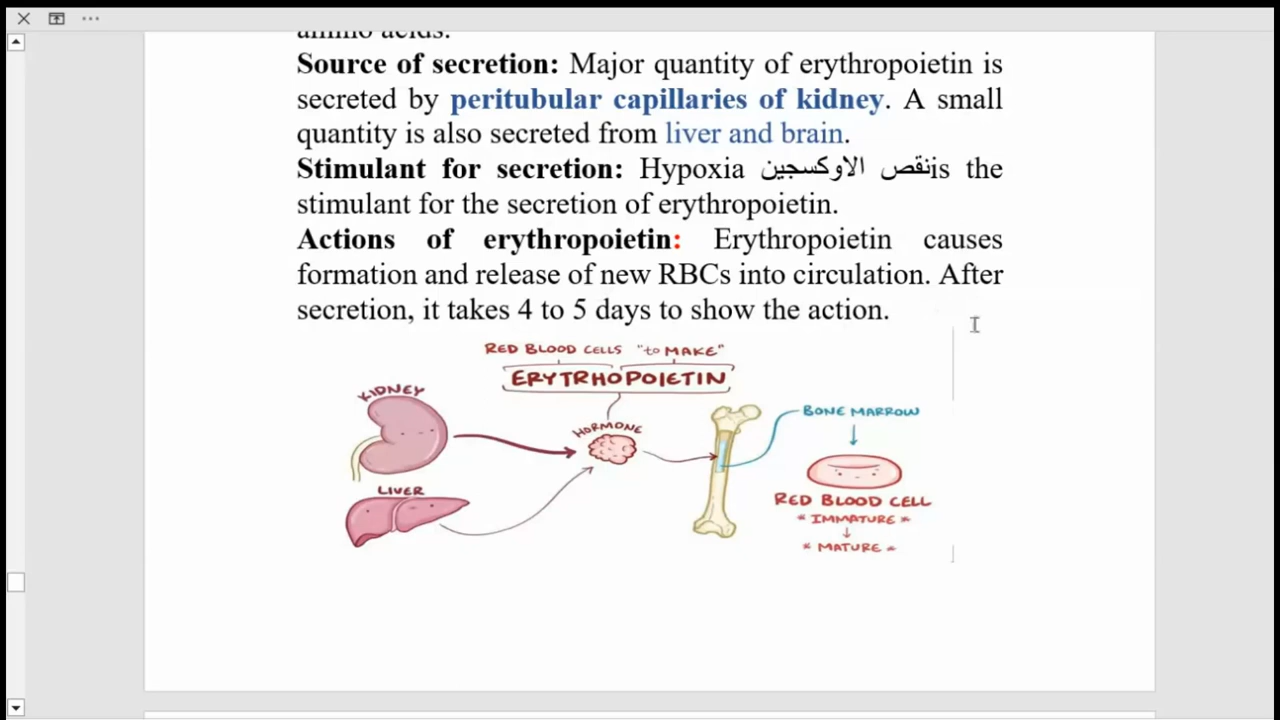 amino acids.
Source of secretion: Major quantity of erythropoietin is
secreted by peritubular capillaries of kidney. A small
quantity is also secreted from liver and brain.
Stimulant for secretion: Hypoxia نقص الاوكسجين is the
stimulant for the secretion of erythropoietin.
Actions of erythropoietin: Erythropoietin causes
formation and release of new RBCs into circulation. After
secretion, it takes 4 to 5 days to show the action.
RED BLOOD CELLS "to MAKE"
ERYTRHOPOIETIN
KIDNEY
HORMONE
BONE MARROW
LIVER
RED BLOOD CELL
* IMMATURE *
* MATURE *